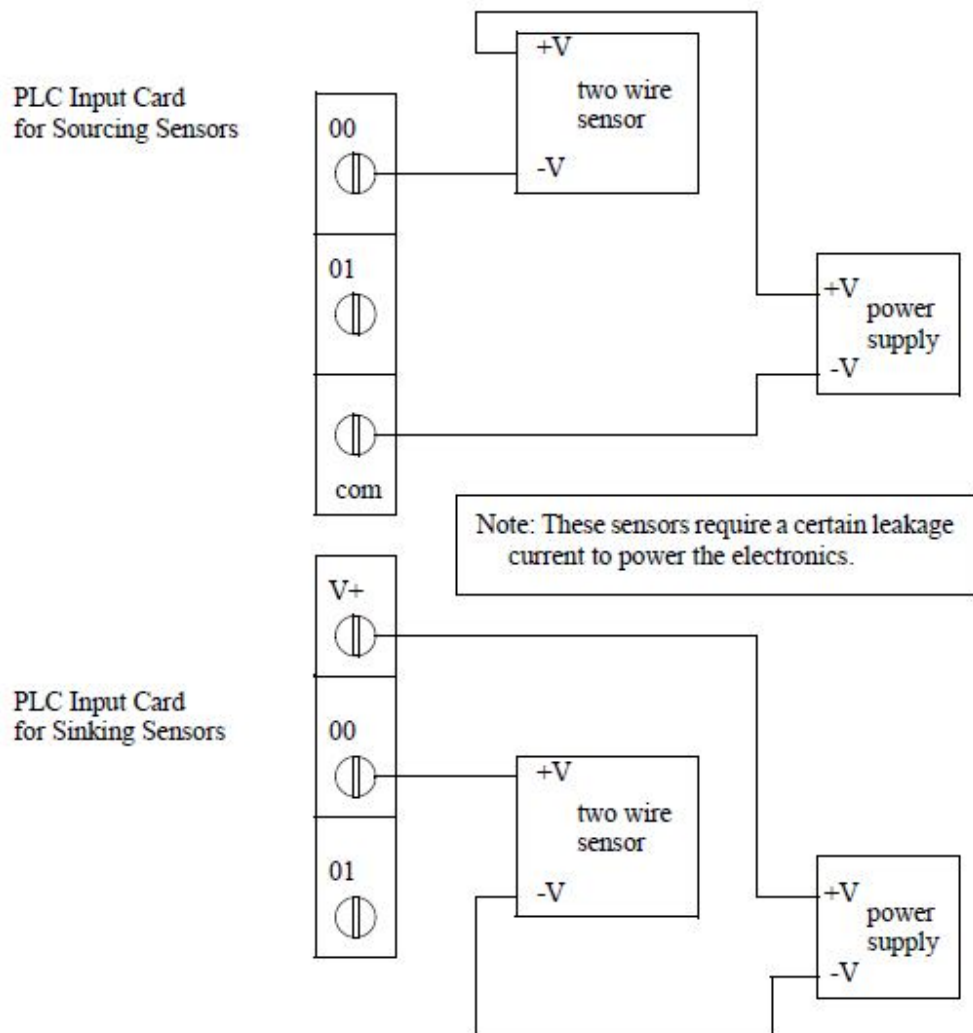 PLC Input Card
for Sourcing Sensors
00
01
com
+V
two wire
sensor
-V
+V
power
supply
-V
Note: These sensors require a certain leakage
current to power the electronics.
PLC Input Card
for Sinking Sensors
V+
00
01
+V
two wire
sensor
-V
+V
power
supply
-V